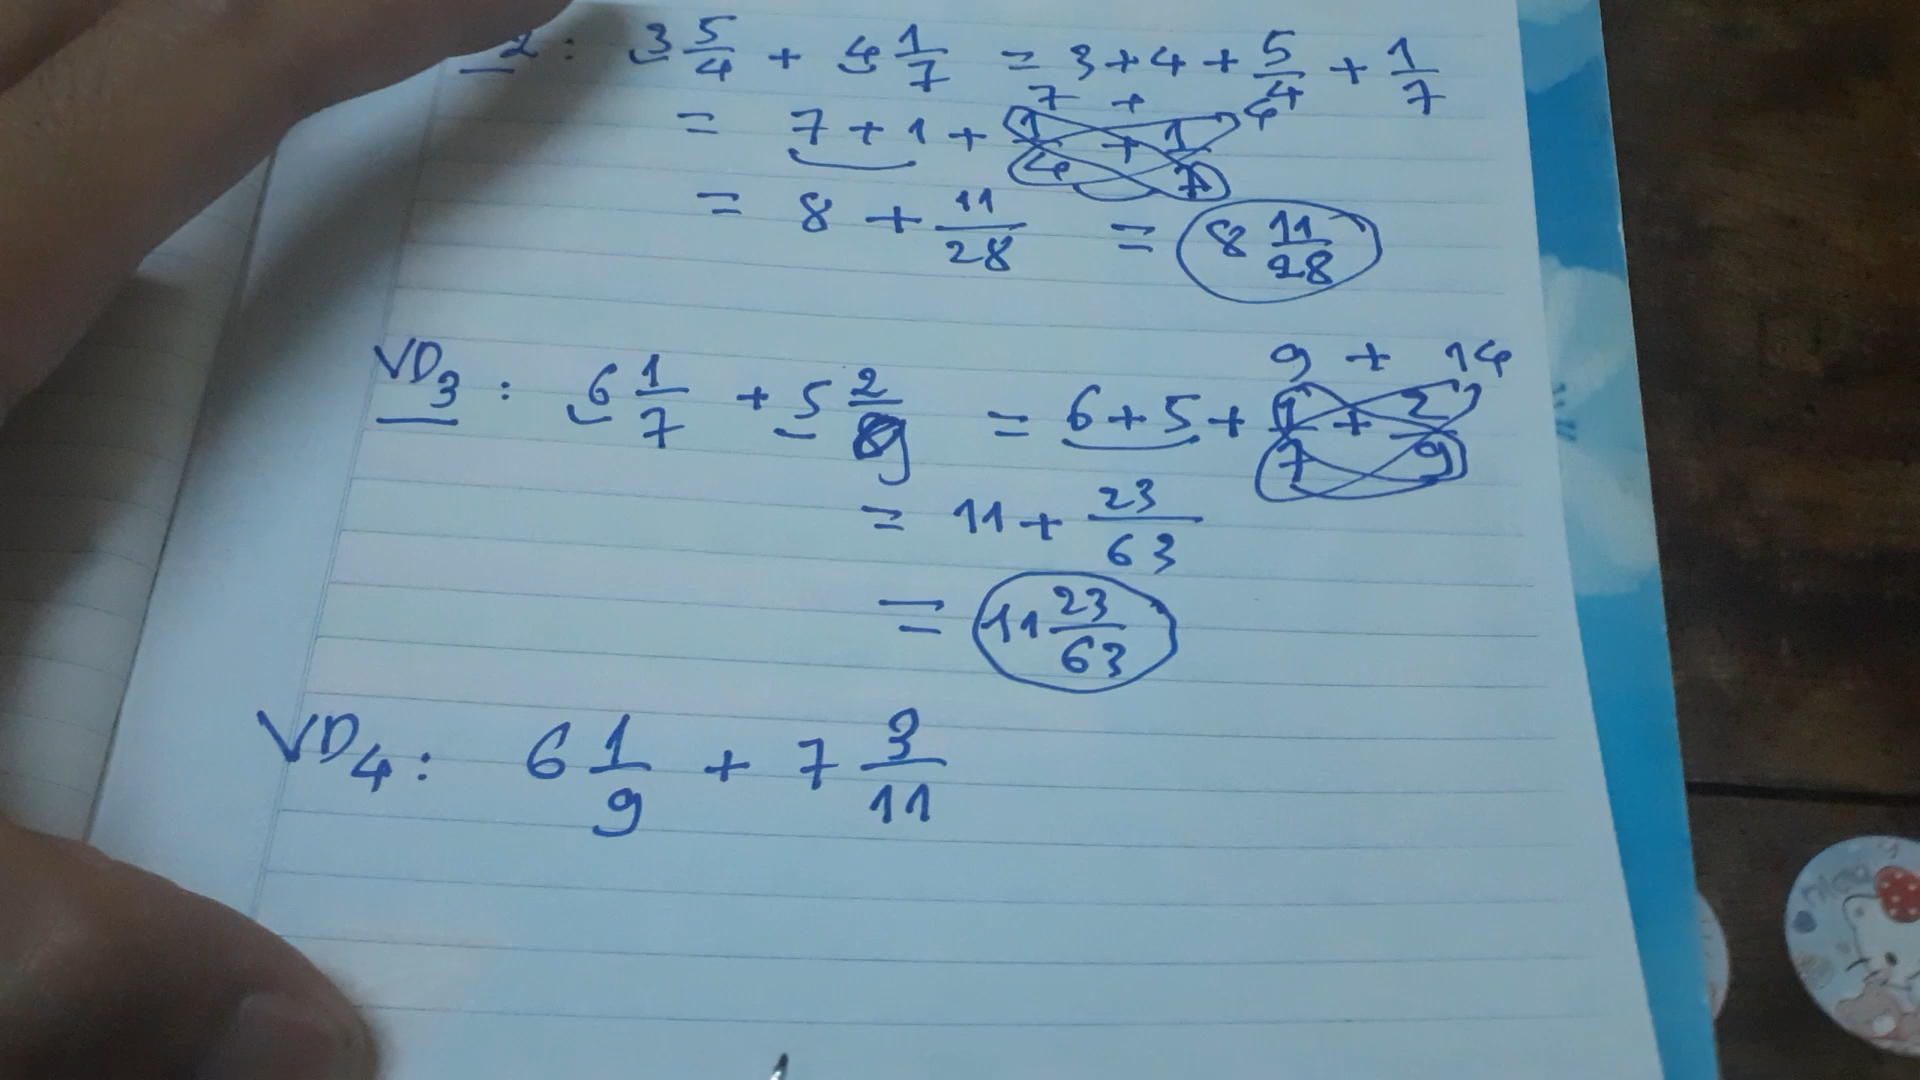 2: 3 5/4 + 4 1/7 = 3+4+ 5/4 + 1/7
7 + 4
= 7+1+ 1/4 + 1/7
= 8 + 11/28 = 8 11/28
9 + 14
VD3: 6 1/7 + 5 2/9 = 6+5+ 1/7 + 2/9
= 11+ 23/63
= 11 23/63
VD4: 6 1/9 + 7 3/11